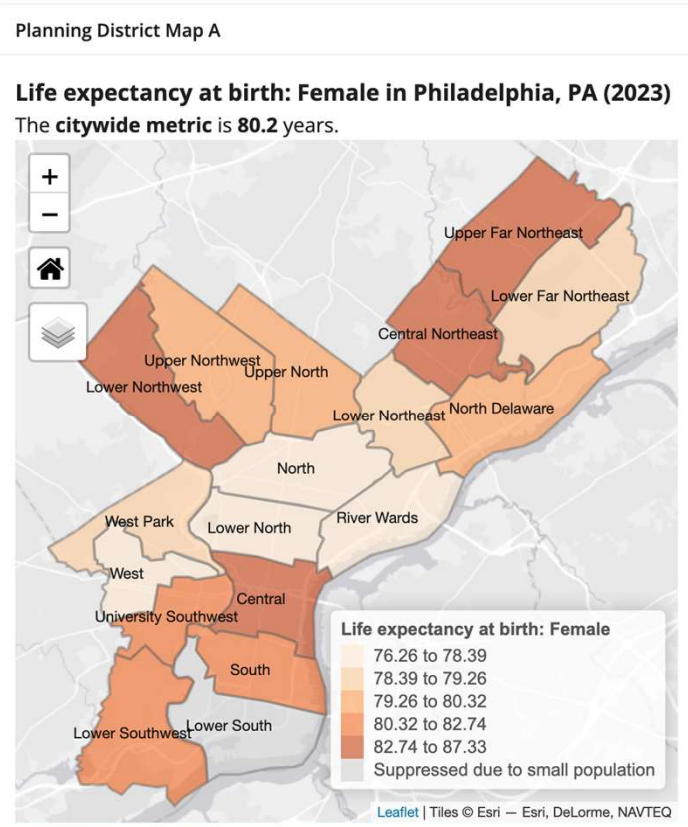 Planning District Map A
Life expectancy at birth: Female in Philadelphia, PA (2023)
The citywide metric is 80.2 years.
+
−
Upper Far Northeast
Lower Far Northeast
Central Northeast
Upper Northwest
Upper North
Lower Northwest
Lower Northeast
North Delaware
North
West Park
Lower North
River Wards
West
Central
University Southwest
South
Lower South
Lower Southwest
Life expectancy at birth: Female
76.26 to 78.39
78.39 to 79.26
79.26 to 80.32
80.32 to 82.74
82.74 to 87.33
Suppressed due to small population
Leaflet | Tiles © Esri — Esri, DeLorme, NAVTEQ